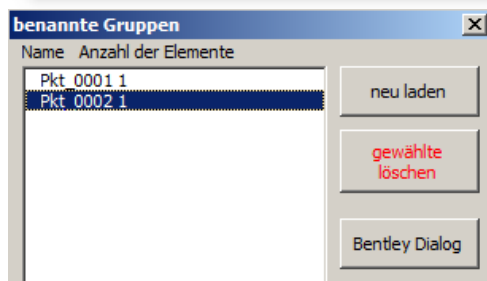 benannte Gruppen
Name Anzahl der Elemente
Pkt_0001 1
Pkt_0002 1
neu laden
gewählte
löschen
Bentley Dialog